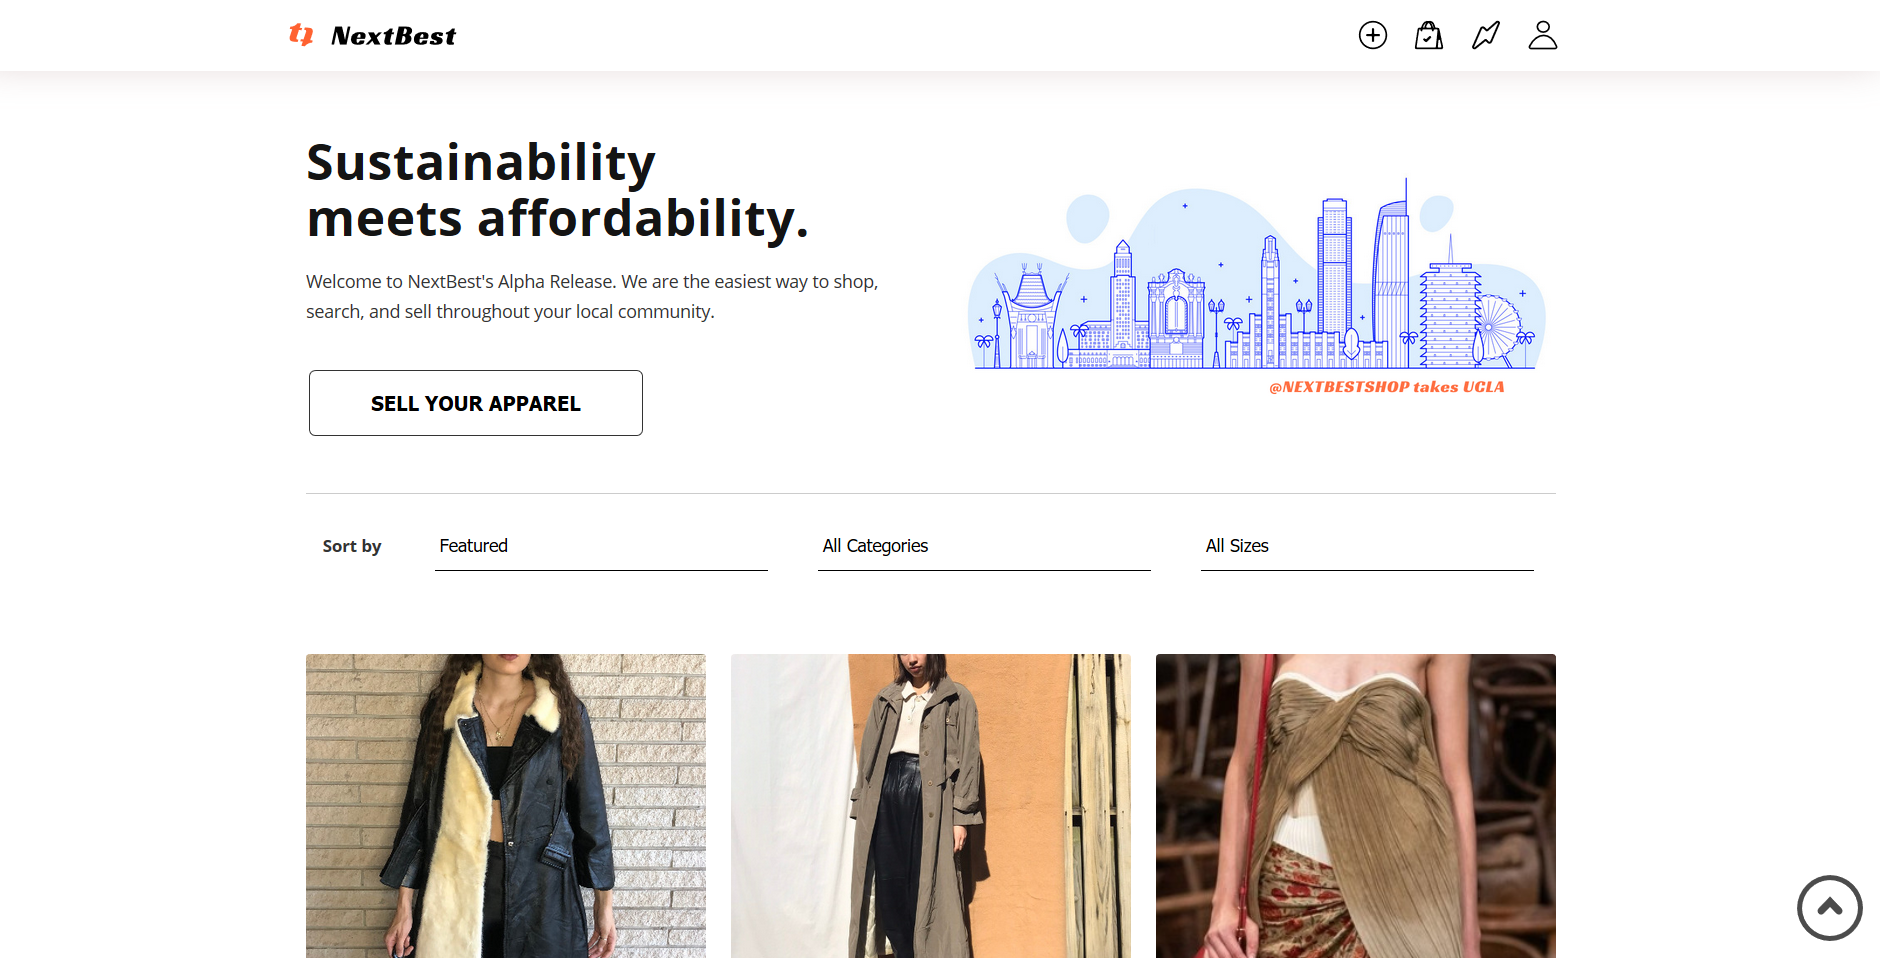 NextBest
Sustainability
meets affordability.
Welcome to NextBest's Alpha Release. We are the easiest way to shop,
search, and sell throughout your local community.
SELL YOUR APPAREL
@NEXTBESTSHOP takes UCLA
Sort by
Featured
All Categories
All Sizes